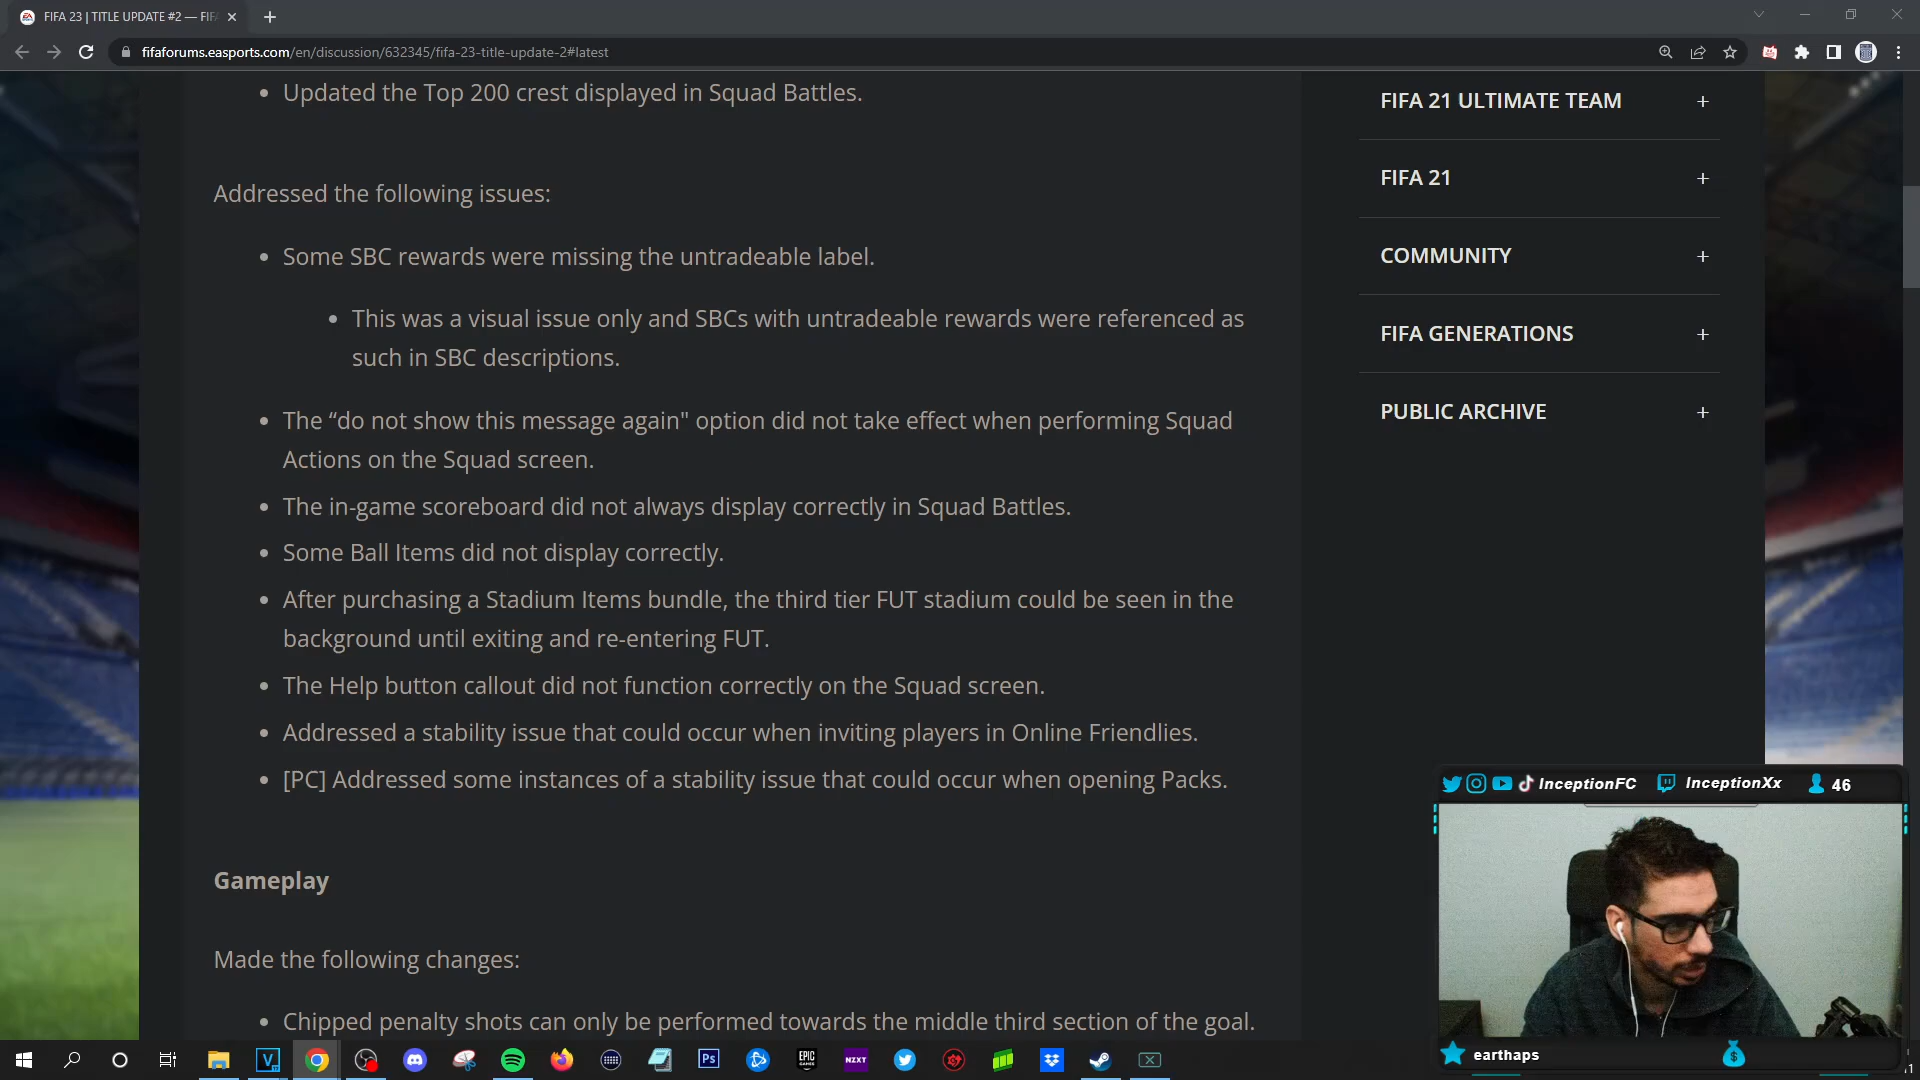 FIFA 23 | TITLE UPDATE #2 — FIF
fifaforums.easports.com/en/discussion/632345/fifa-23-title-update-2#latest
Updated the Top 200 crest displayed in Squad Battles.
Addressed the following issues:
Some SBC rewards were missing the untradeable label.
This was a visual issue only and SBCs with untradeable rewards were referenced as
such in SBC descriptions.
The “do not show this message again" option did not take effect when performing Squad
Actions on the Squad screen.
The in-game scoreboard did not always display correctly in Squad Battles.
Some Ball Items did not display correctly.
After purchasing a Stadium Items bundle, the third tier FUT stadium could be seen in the
background until exiting and re-entering FUT.
The Help button callout did not function correctly on the Squad screen.
Addressed a stability issue that could occur when inviting players in Online Friendlies.
[PC] Addressed some instances of a stability issue that could occur when opening Packs.
Gameplay
Made the following changes:
Chipped penalty shots can only be performed towards the middle third section of the goal.
FIFA 21 ULTIMATE TEAM +
FIFA 21 +
COMMUNITY +
FIFA GENERATIONS +
PUBLIC ARCHIVE +
InceptionFC InceptionXx 46
earthaps
V Ps EPIC GAMES NZXT